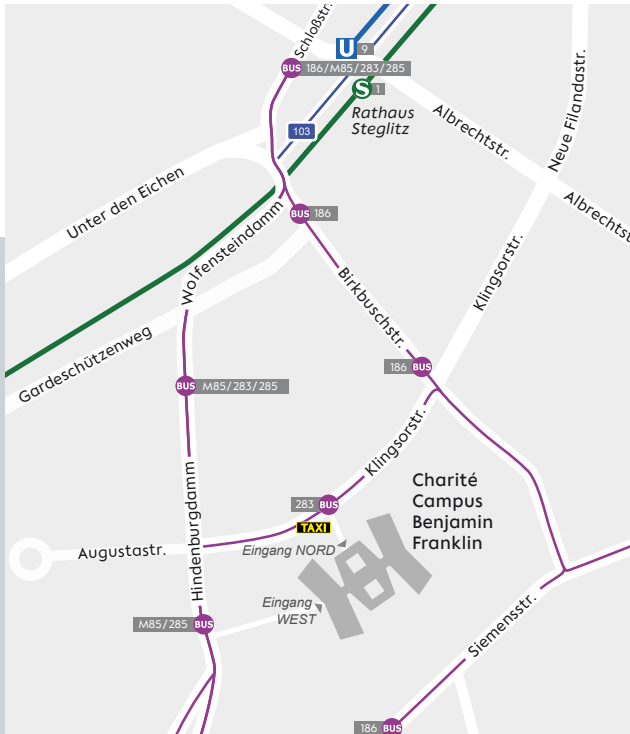 Schloßstr.
U 9
BUS 186/M85/283/285
S 1
Rathaus
Steglitz
103
Albrechtstr.
Neue Filandastr.
Albrechtst
Unter den Eichen
Wolfensteindamm
BUS 186
Klingsorstr.
Birkbuschstr.
Gardeschützenweg
186 BUS
BUS M85/283/285
Klingsorstr.
Charité
Campus
Benjamin
Franklin
283 BUS
TAXI
Eingang NORD
Augustastr.
Hindenburgdamm
Eingang
WEST
M85/285 BUS
Siemensstr.
186 BUS